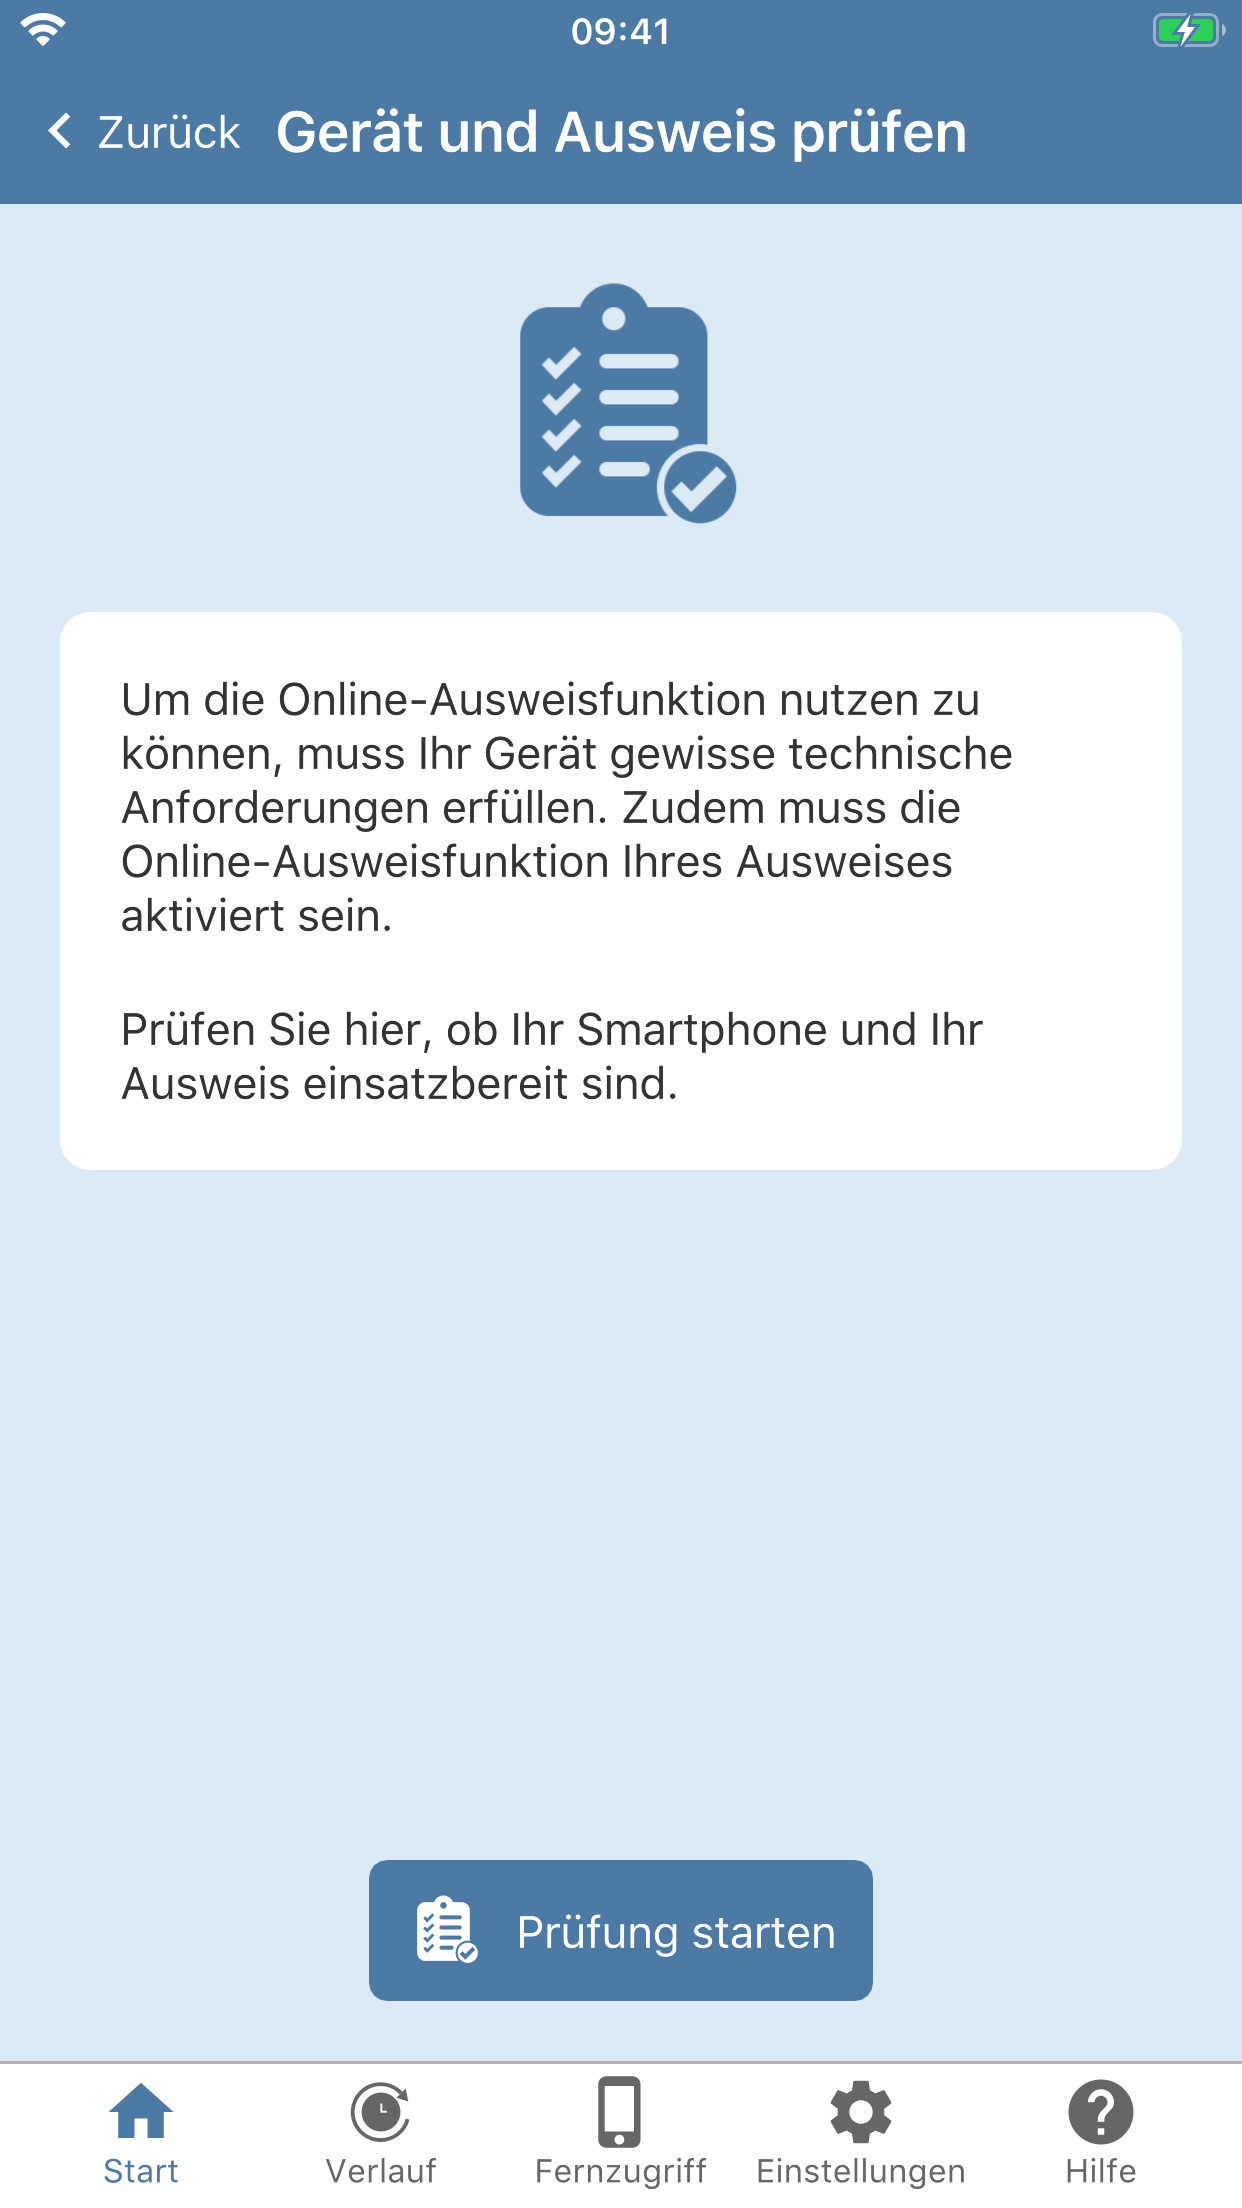 09:41
Zurück Gerät und Ausweis prüfen
Um die Online-Ausweisfunktion nutzen zu
können, muss Ihr Gerät gewisse technische
Anforderungen erfüllen. Zudem muss die
Online-Ausweisfunktion Ihres Ausweises
aktiviert sein.
Prüfen Sie hier, ob Ihr Smartphone und Ihr
Ausweis einsatzbereit sind.
Prüfung starten
Start Verlauf Fernzugriff Einstellungen Hilfe